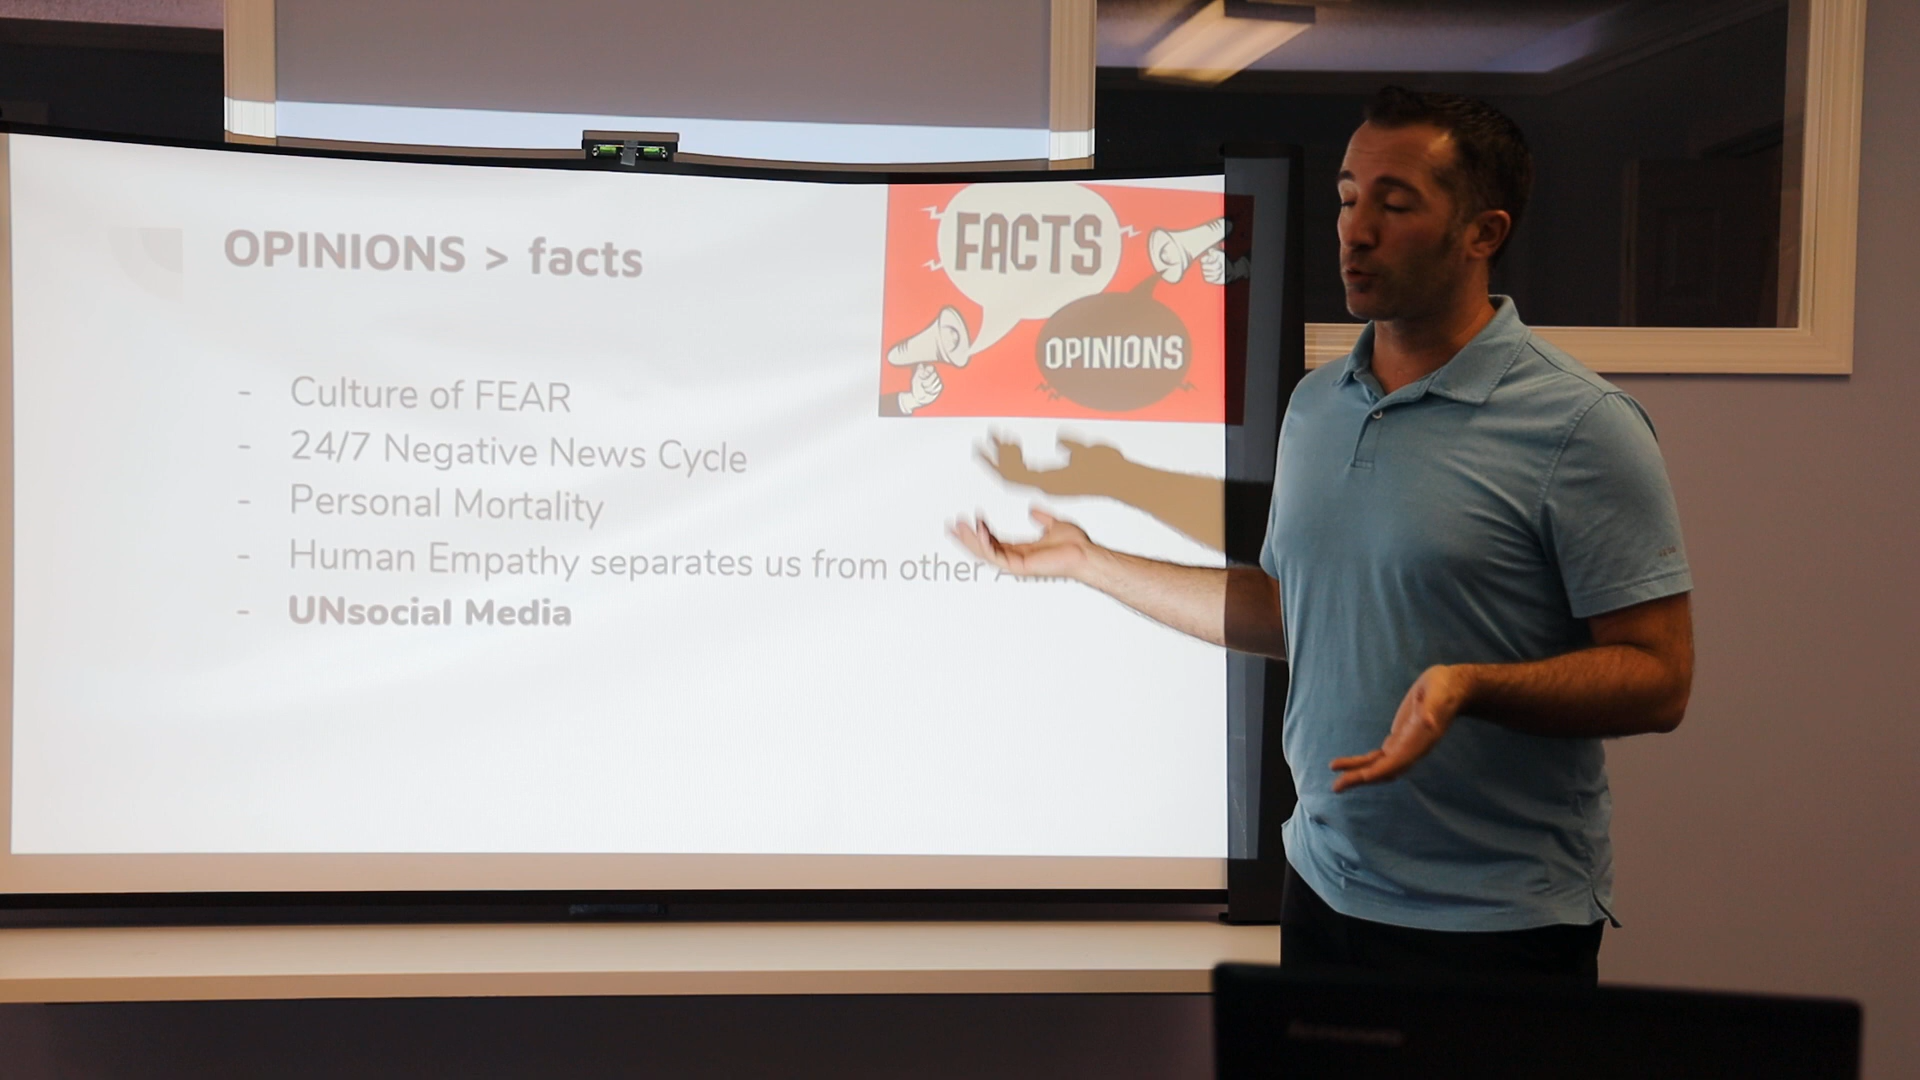 OPINIONS > facts
FACTS
OPINIONS
- Culture of FEAR
- 24/7 Negative News Cycle
- Personal Mortality
- Human Empathy separates us from other
- UNsocial Media